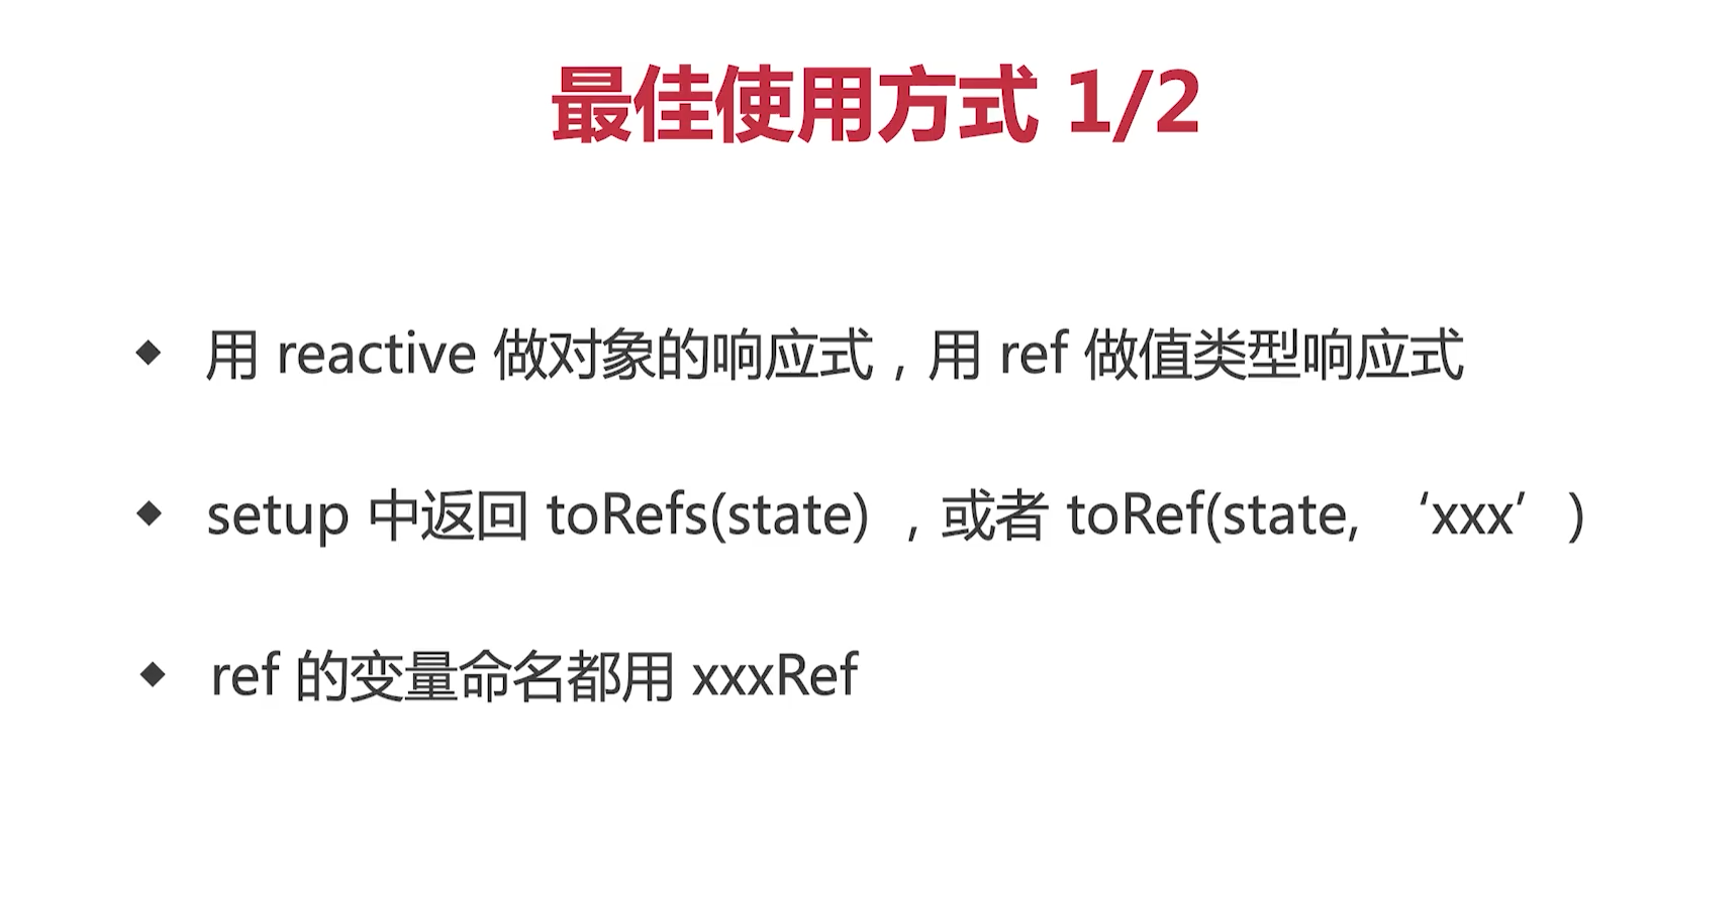 最佳使用方式 1/2
◆ 用 reactive 做对象的响应式，用 ref 做值类型响应式
◆ setup 中返回 toRefs(state) ，或者 toRef(state, ‘xxx’ )
◆ ref 的变量命名都用 xxxRef